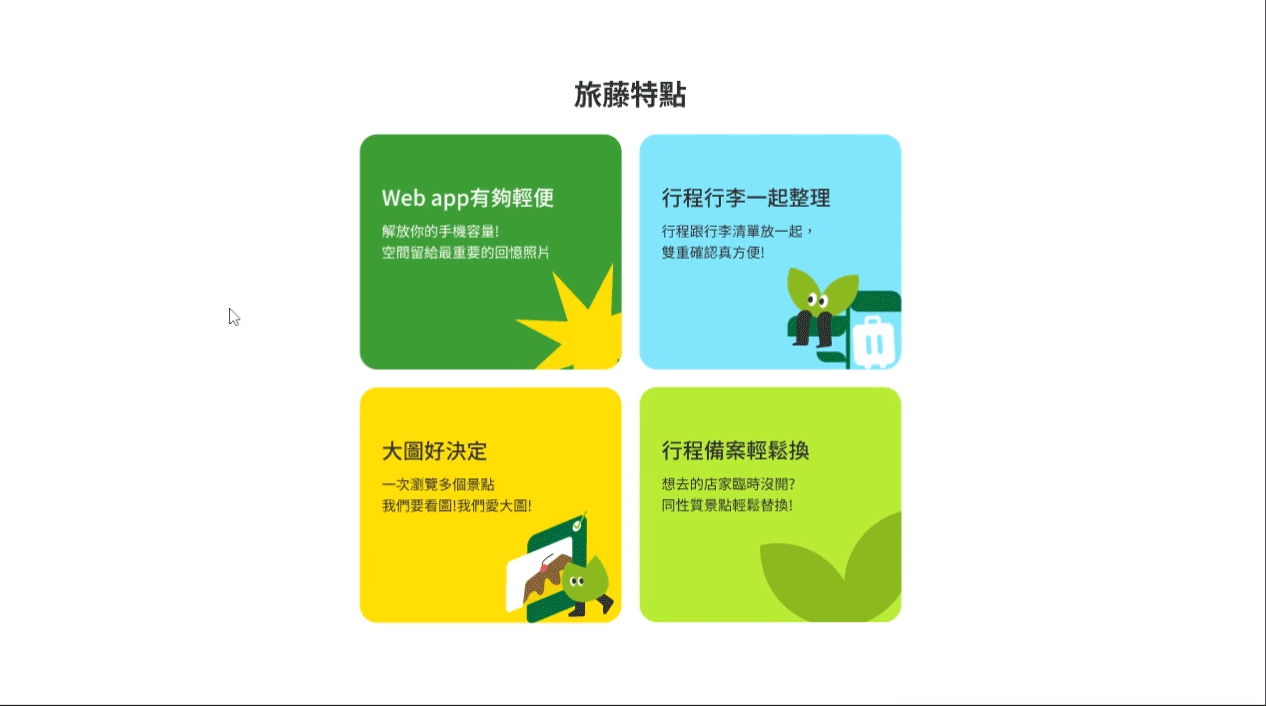 旅藤特點
Web app有夠輕便
解放你的手機容量!
空間留給最重要的回憶照片
行程行李一起整理
行程跟行李清單放一起，
雙重確認真方便!
大圖好決定
一次瀏覽多個景點
我們要看圖!我們愛大圖!
行程備案輕鬆換
想去的店家臨時沒開?
同性質景點輕鬆替換!